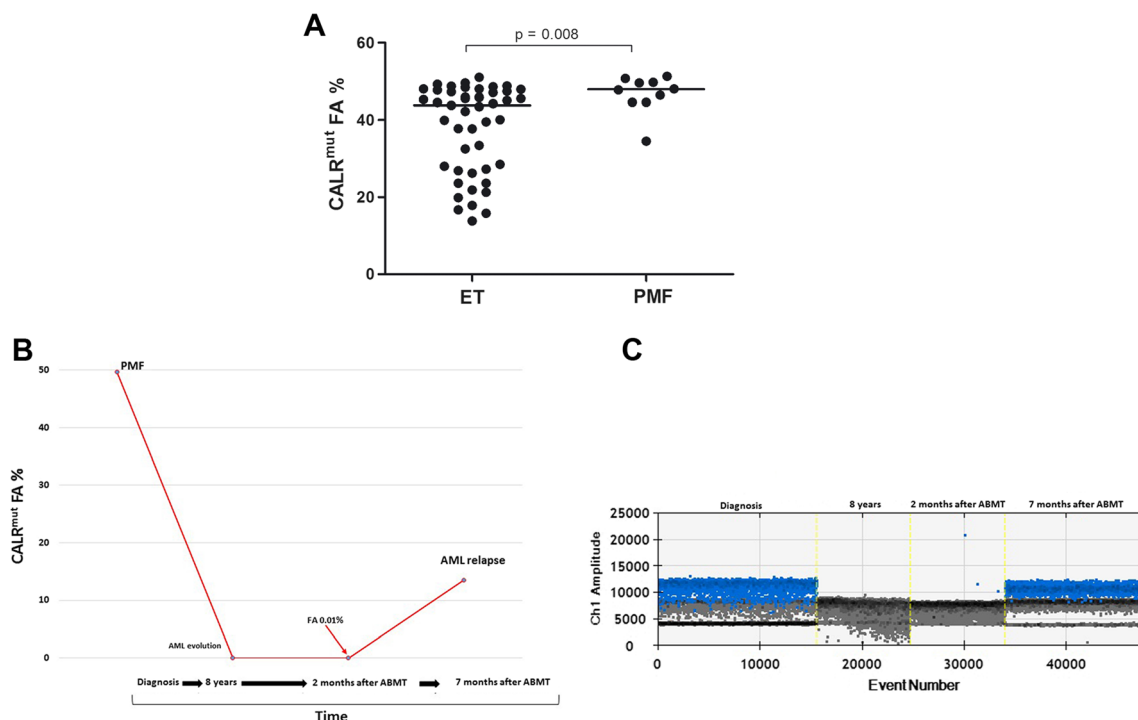 A
p = 0.008
CALRmut FA %
60
40
20
0
ET PMF
B
CALRmut FA %
50
40
30
20
10
0
PMF
AML evolution
FA 0.01%
AML relapse
Diagnosis 8 years 2 months after ABMT 7 months after ABMT
Time
C
Diagnosis 8 years 2 months after ABMT 7 months after ABMT
Ch1 Amplitude
25000
20000
15000
10000
5000
0
0 10000 20000 30000 40000
Event Number